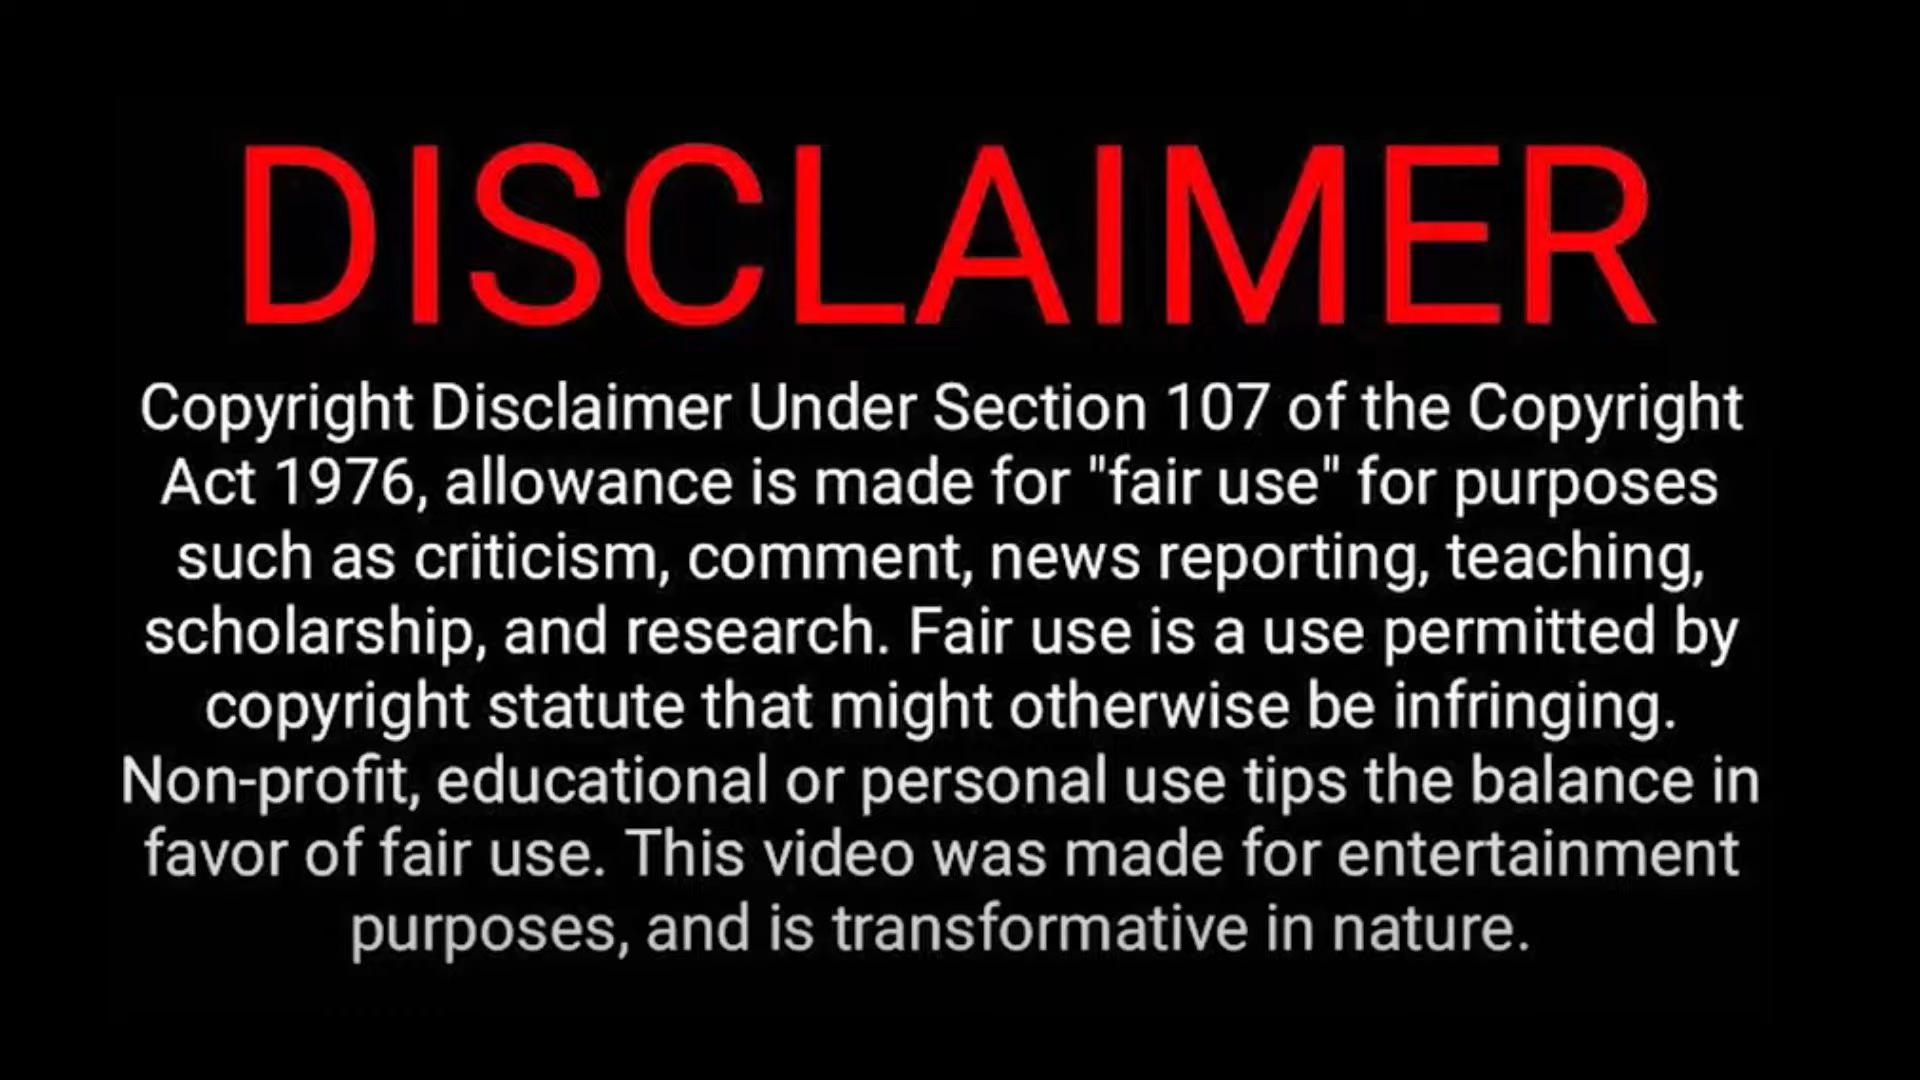 DISCLAIMER
Copyright Disclaimer Under Section 107 of the Copyright
Act 1976, allowance is made for "fair use" for purposes
such as criticism, comment, news reporting, teaching,
scholarship, and research. Fair use is a use permitted by
copyright statute that might otherwise be infringing.
Non-profit, educational or personal use tips the balance in
favor of fair use. This video was made for entertainment
purposes, and is transformative in nature.